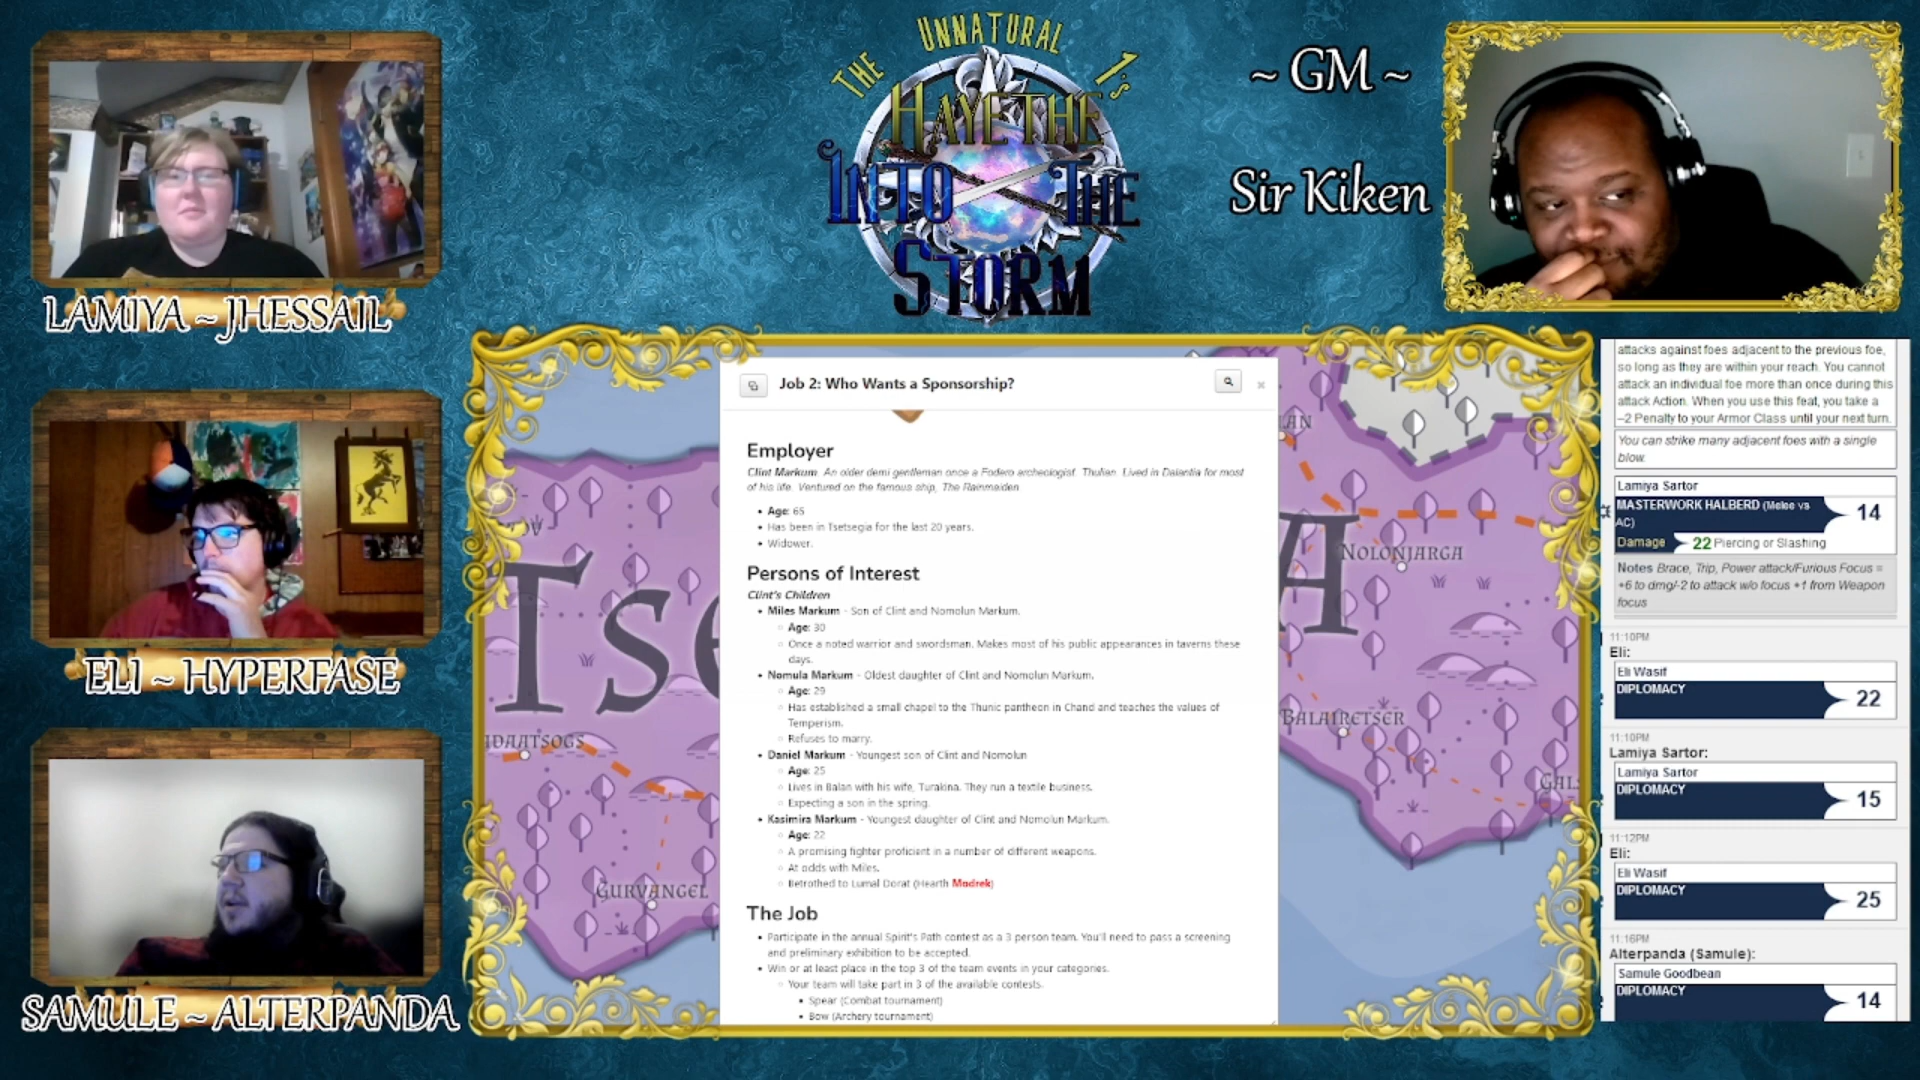 THE UNNATURAL 1's
HAYETHE
INTO THE
STORM
~ GM ~
Sir Kiken
LAMIYA ~ JHESSAIL
ELI ~ HYPERFASE
SAMULE ~ ALTERPANDA
Job 2: Who Wants a Sponsorship?
Employer
Clint Markum. An older demi gentleman once a Fodero archeologist. Thulian. Lived in Dalantia for most
of his life. Ventured on the famous ship, The Rainmaiden
• Age: 65
• Has been in Tsetsegia for the last 20 years.
• Widower.
Persons of Interest
Clint's Children
• Miles Markum - Son of Clint and Nomolun Markum.
○ Age: 30
○ Once a noted warrior and swordsman. Makes most of his public appearances in taverns these
days.
• Nomula Markum - Oldest daughter of Clint and Nomolun Markum.
○ Age: 29
○ Has established a small chapel to the Thunic pantheon in Chand and teaches the values of
Temperism.
○ Refuses to marry.
• Daniel Markum - Youngest son of Clint and Nomolun
○ Age: 25
○ Lives in Balan with his wife, Turakina. They run a textile business.
○ Expecting a son in the spring.
• Kasimira Markum - Youngest daughter of Clint and Nomolun Markum.
○ Age: 22
○ A promising fighter proficient in a number of different weapons.
○ At odds with Miles.
○ Betrothed to Lumal Dorat (Hearth Modrek)
The Job
• Participate in the annual Spirit's Path contest as a 3 person team. You'll need to pass a screening
and preliminary exhibition to be accepted.
• Win or at least place in the top 3 of the team events in your categories.
○ Your team will take part in 3 of the available contests.
▪ Spear (Combat tournament)
▪ Bow (Archery tournament)
TSE
A
LAN
NOLONJARGA
BALAIRETSER
GAL
IDAATSOGS
GURVANGEL
attacks against foes adjacent to the previous foe,
so long as they are within your reach. You cannot
attack an individual foe more than once during this
attack Action. When you use this feat, you take a
–2 Penalty to your Armor Class until your next turn.
You can strike many adjacent foes with a single
blow.
Lamiya Sartor
MASTERWORK HALBERD (Melee vs
AC) 14
Damage 22 Piercing or Slashing
Notes Brace, Trip, Power attack/Furious Focus =
+6 to dmg/-2 to attack w/o focus +1 from Weapon
focus
11:10PM
Eli:
Eli Wasif
DIPLOMACY 22
11:10PM
Lamiya Sartor:
Lamiya Sartor
DIPLOMACY 15
11:12PM
Eli:
Eli Wasif
DIPLOMACY 25
11:16PM
Alterpanda (Samule):
Samule Goodbean
DIPLOMACY 14